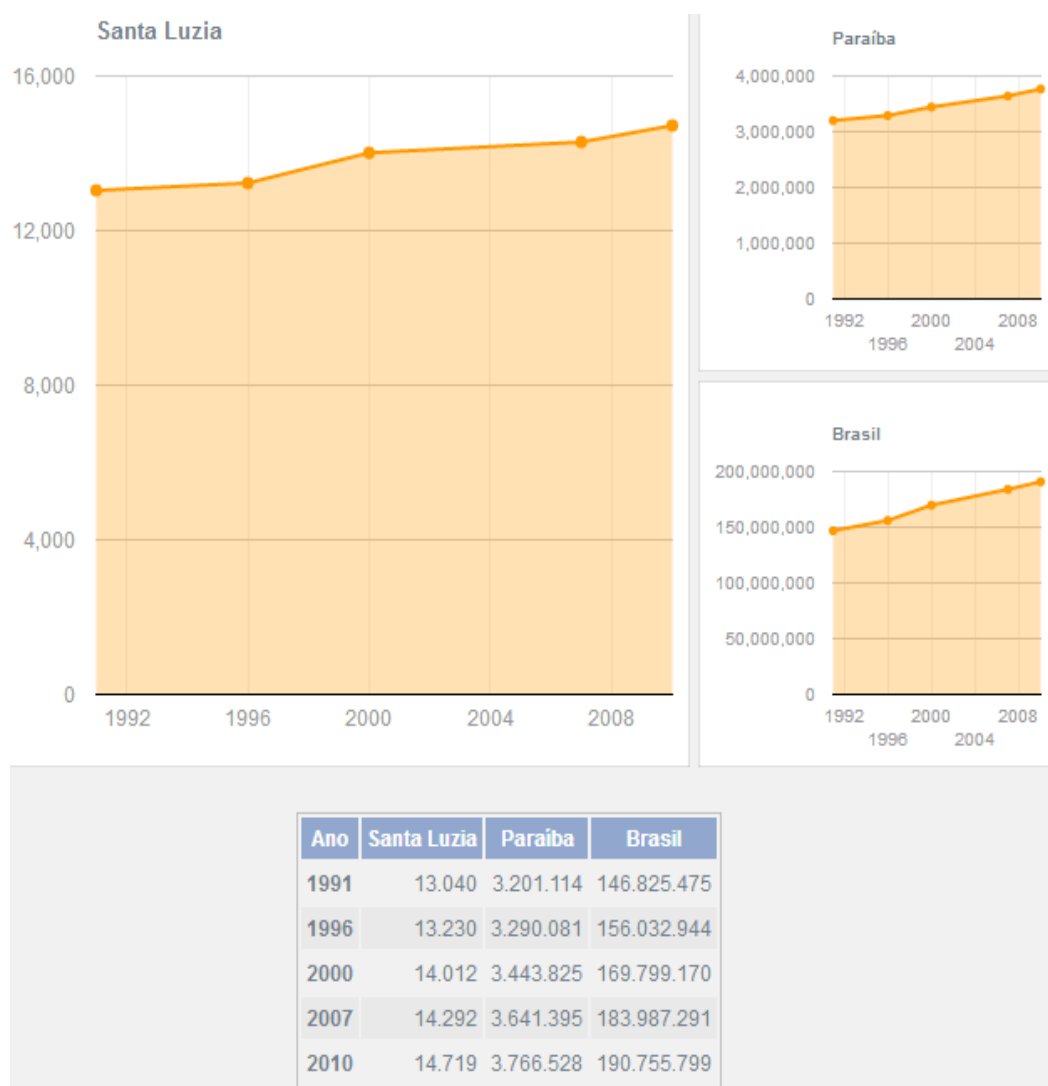 Santa Luzia
16,000
12,000
8,000
4,000
0
1992 1996 2000 2004 2008
Paraíba
4,000,000
3,000,000
2,000,000
1,000,000
0
1992 2000 2008
1996 2004
Brasil
200,000,000
150,000,000
100,000,000
50,000,000
0
1992 2000 2008
1996 2004
Ano Santa Luzia Paraíba Brasil
1991 13.040 3.201.114 146.825.475
1996 13.230 3.290.081 156.032.944
2000 14.012 3.443.825 169.799.170
2007 14.292 3.641.395 183.987.291
2010 14.719 3.766.528 190.755.799